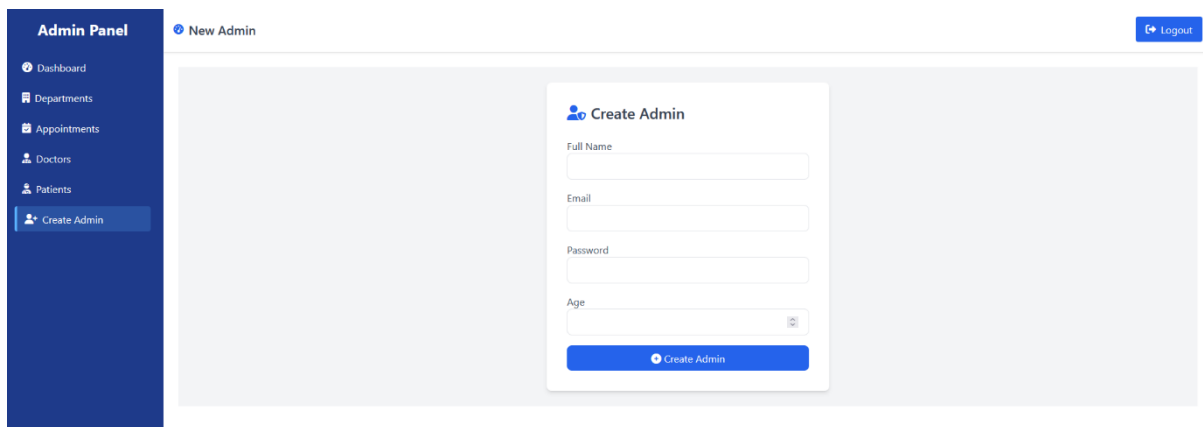 Admin Panel
Dashboard
Departments
Appointments
Doctors
Patients
Create Admin
New Admin
Logout
Create Admin
Full Name
Email
Password
Age
Create Admin